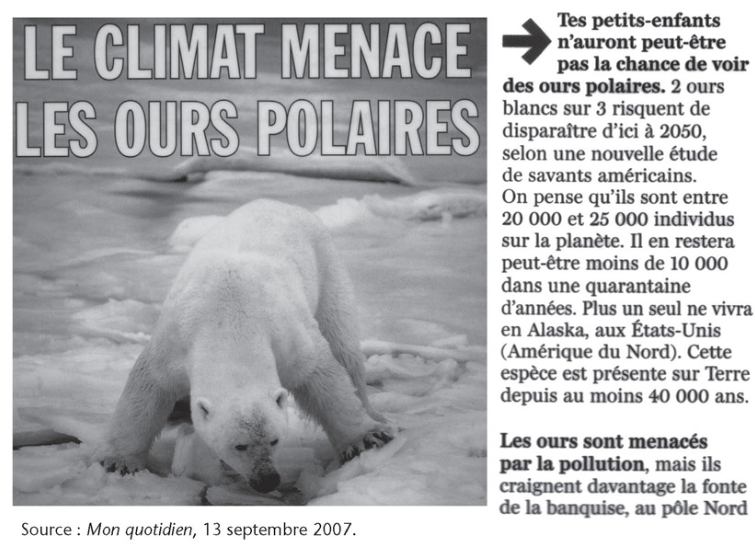 LE CLIMAT MENACE
LES OURS POLAIRES
Tes petits-enfants
n'auront peut-être
pas la chance de voir
des ours polaires. 2 ours
blancs sur 3 risquent de
disparaître d'ici à 2050,
selon une nouvelle étude
de savants américains.
On pense qu'ils sont entre
20 000 et 25 000 individus
sur la planète. Il en restera
peut-être moins de 10 000
dans une quarantaine
d'années. Plus un seul ne vivra
en Alaska, aux États-Unis
(Amérique du Nord). Cette
espèce est présente sur Terre
depuis au moins 40 000 ans.
Les ours sont menacés
par la pollution, mais ils
craignent davantage la fonte
de la banquise, au pôle Nord
Source : Mon quotidien, 13 septembre 2007.